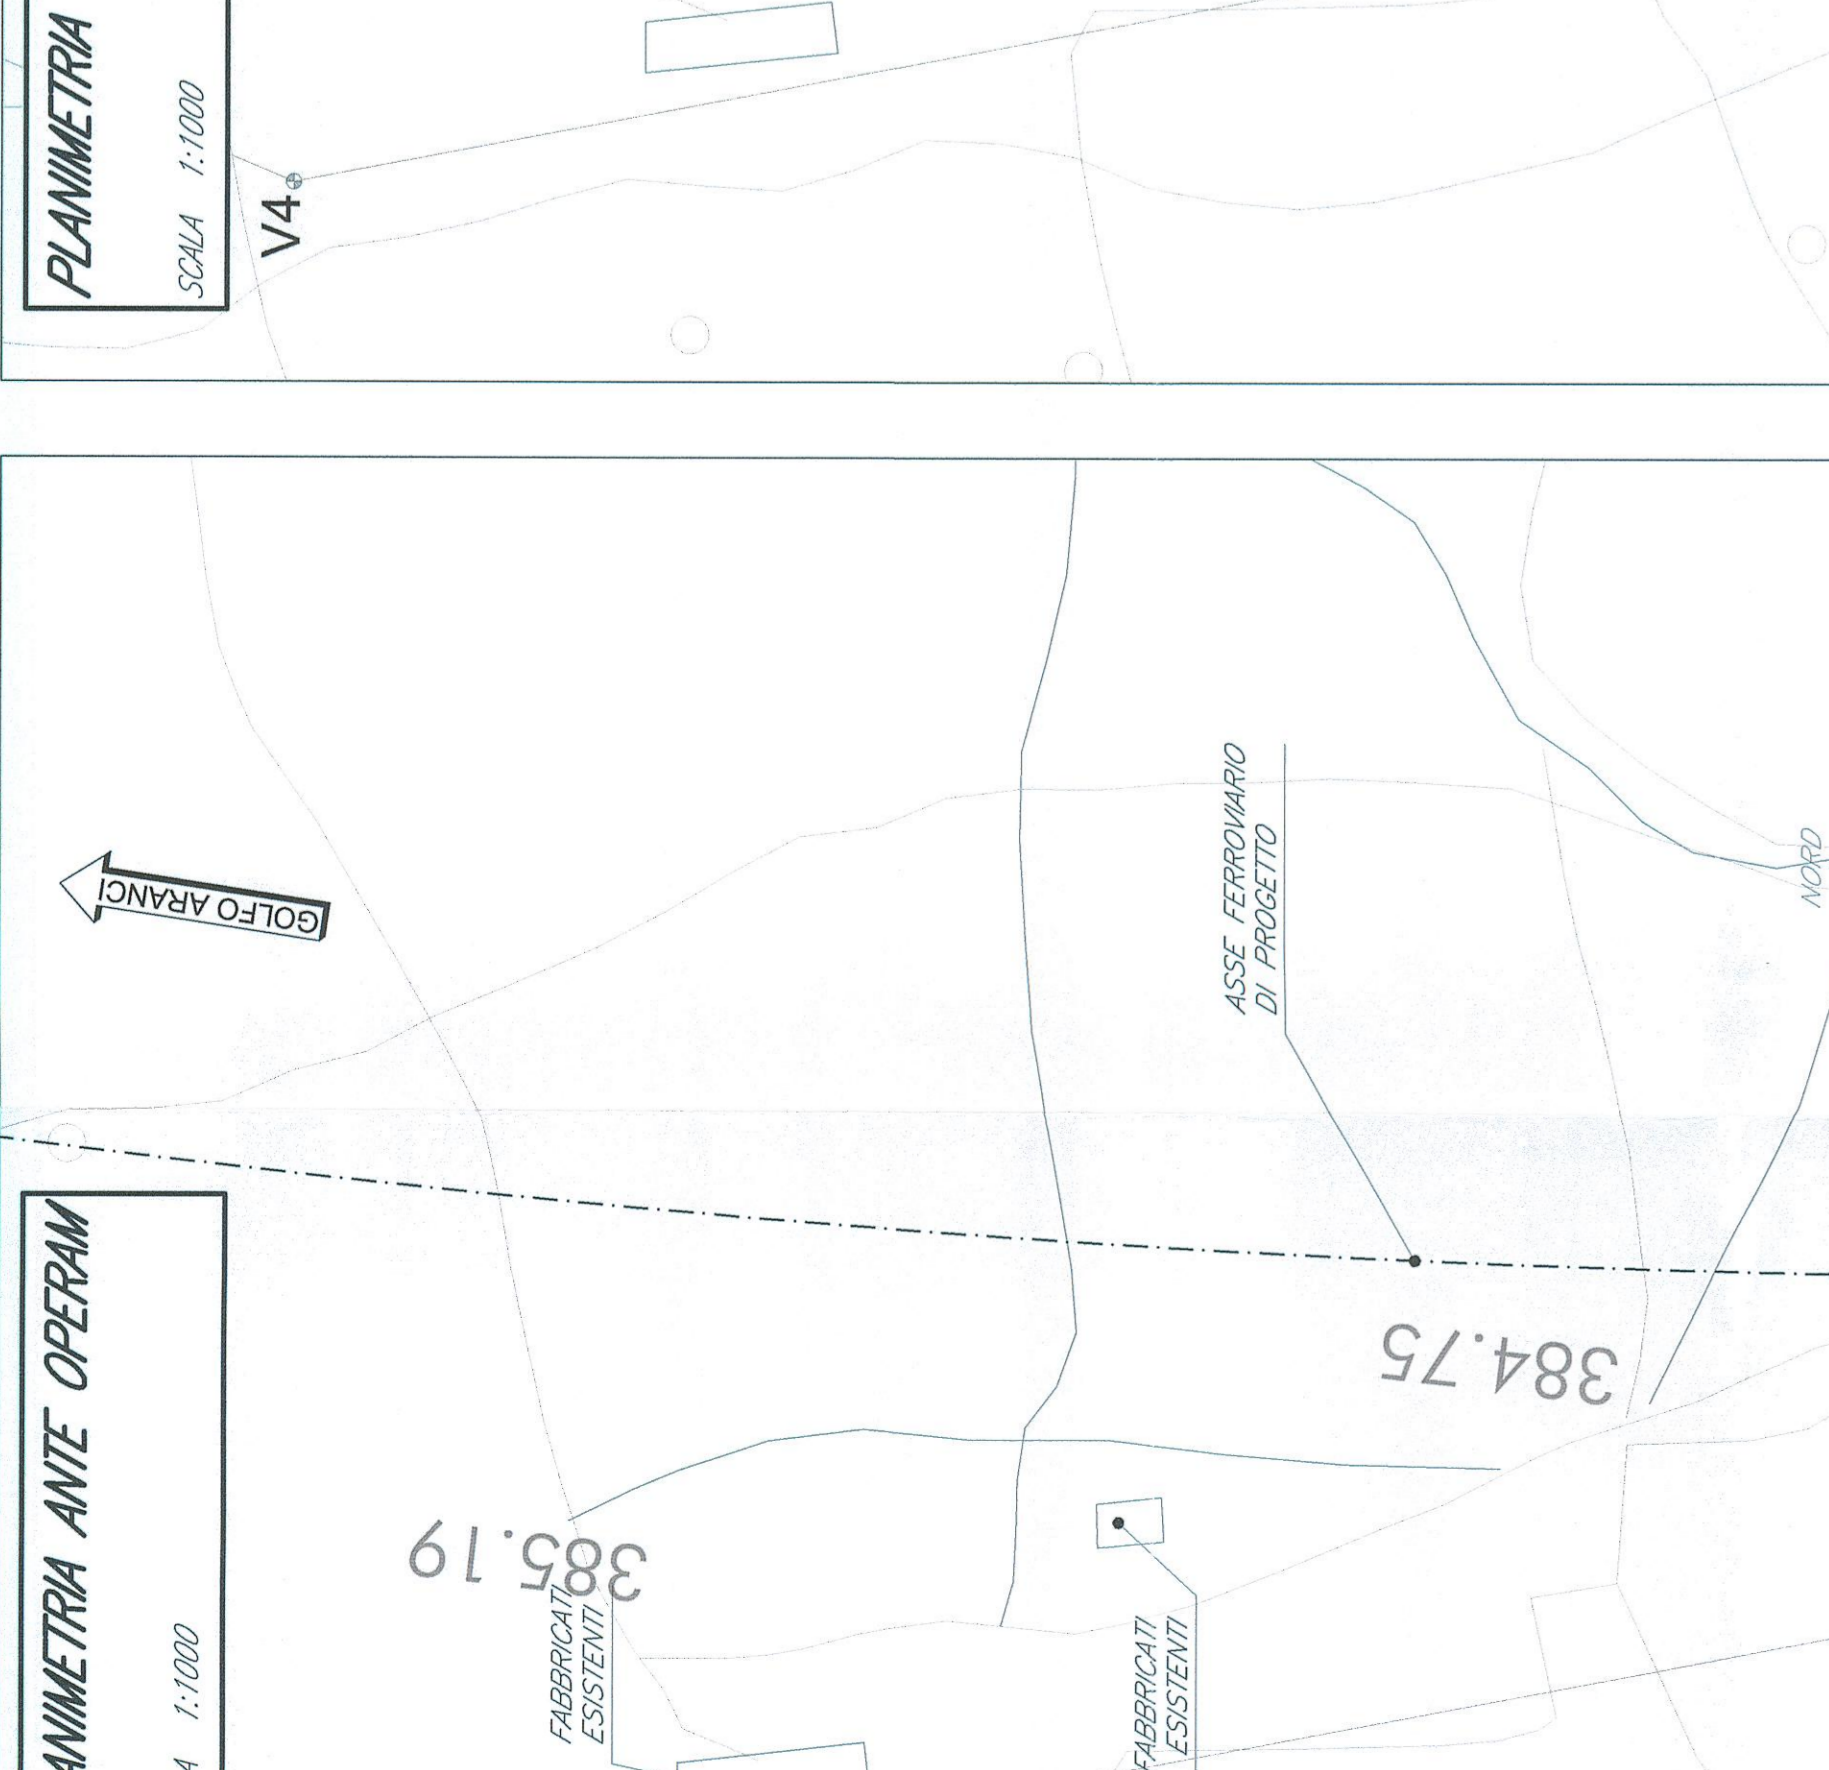 PLANIMETRIA
SCALA 1:1000
V4
GOLFO ARANCI
ASSE FERROVIARIO
DI PROGETTO
NORD
384.75
385.19
ANIMETRIA ANTE OPERAM
A 1:1000
FABBRICATI
ESISTENTI
FABBRICATI
ESISTENTI